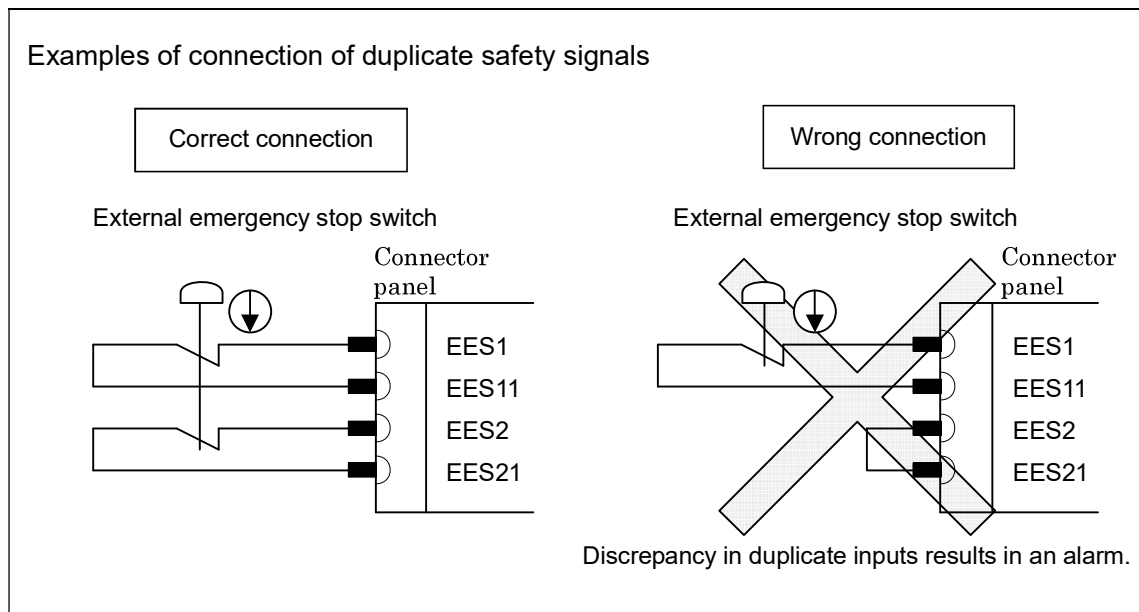 Examples of connection of duplicate safety signals
Correct connection
External emergency stop switch
Connector
panel
EES1
EES11
EES2
EES21
Wrong connection
External emergency stop switch
Connector
panel
EES1
EES11
EES2
EES21
Discrepancy in duplicate inputs results in an alarm.